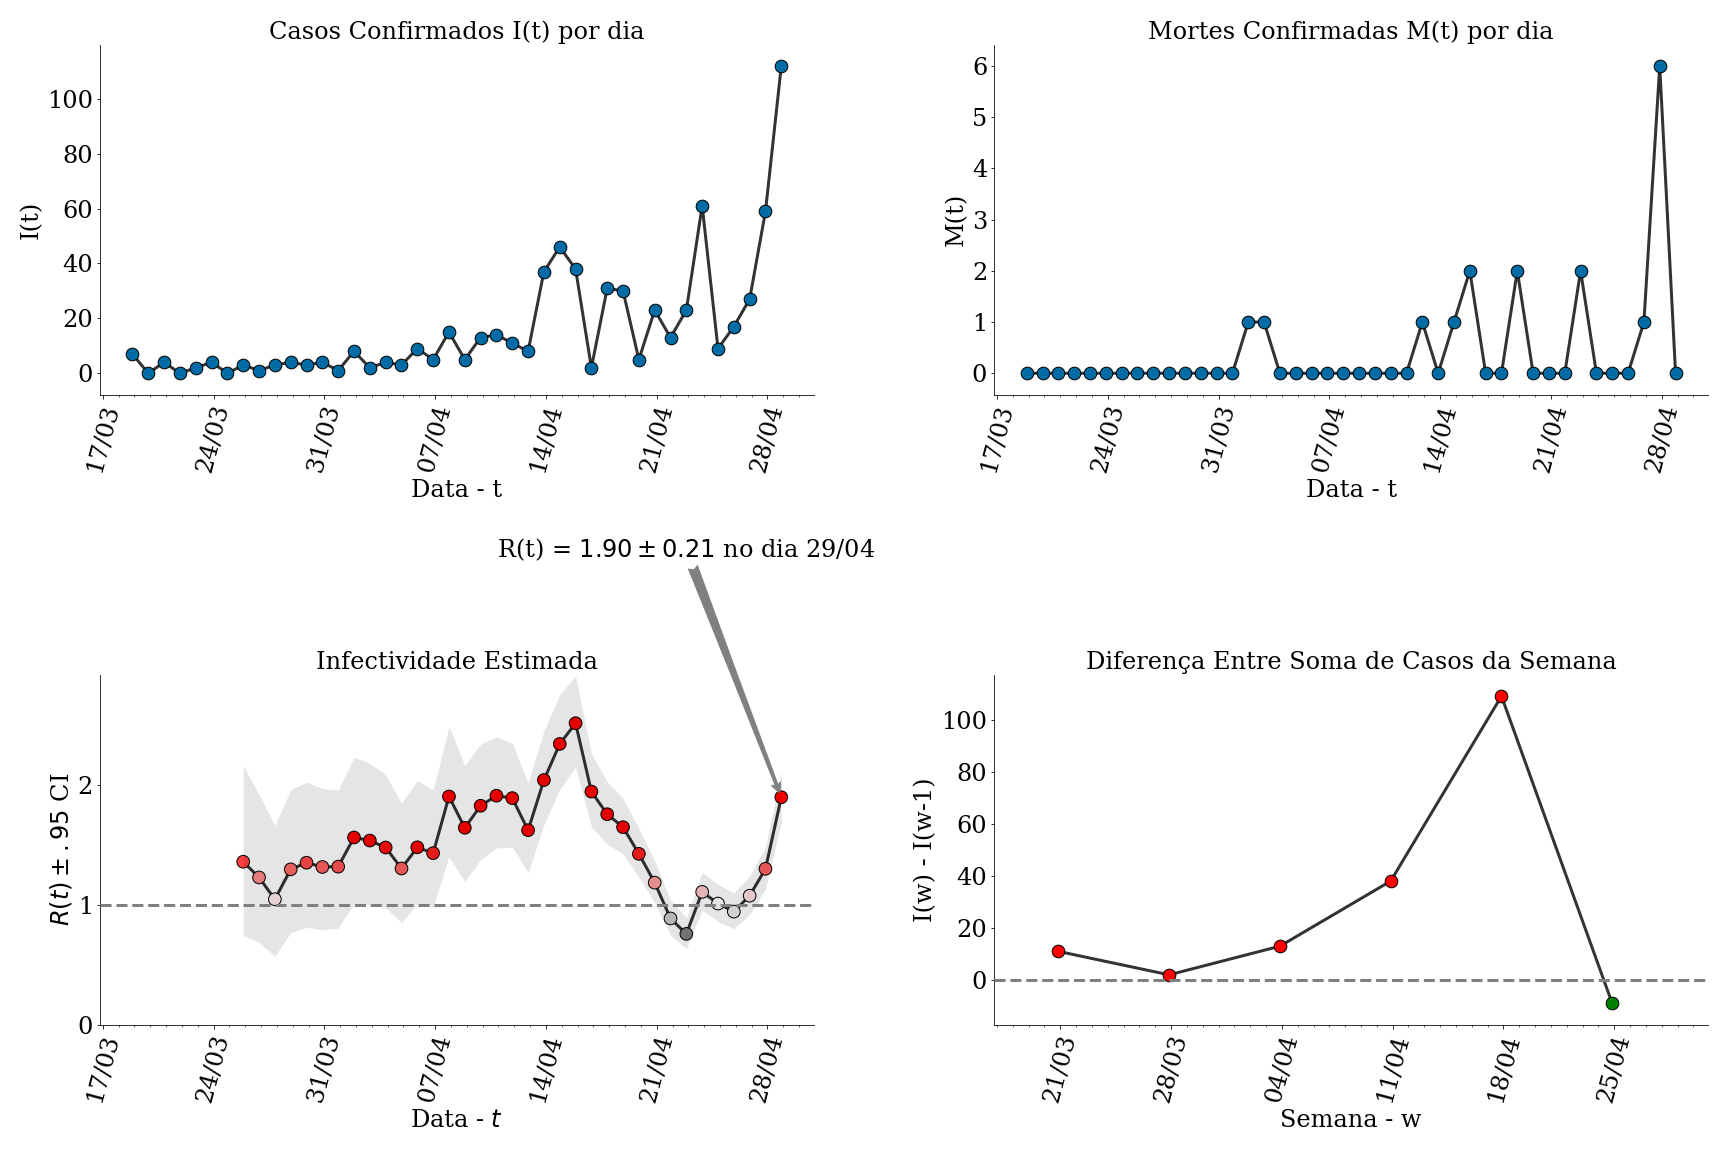 Casos Confirmados I(t) por dia
I(t)
100
80
60
40
20
0
17/03 24/03 31/03 07/04 14/04 21/04 28/04
Data - t
Mortes Confirmadas M(t) por dia
M(t)
6
5
4
3
2
1
0
17/03 24/03 31/03 07/04 14/04 21/04 28/04
Data - t
R(t) = 1.90 ± 0.21 no dia 29/04
Infectividade Estimada
R(t) ± .95 CI
2
1
0
17/03 24/03 31/03 07/04 14/04 21/04 28/04
Data - t
Diferença Entre Soma de Casos da Semana
I(w) - I(w-1)
100
80
60
40
20
0
21/03 28/03 04/04 11/04 18/04 25/04
Semana - w